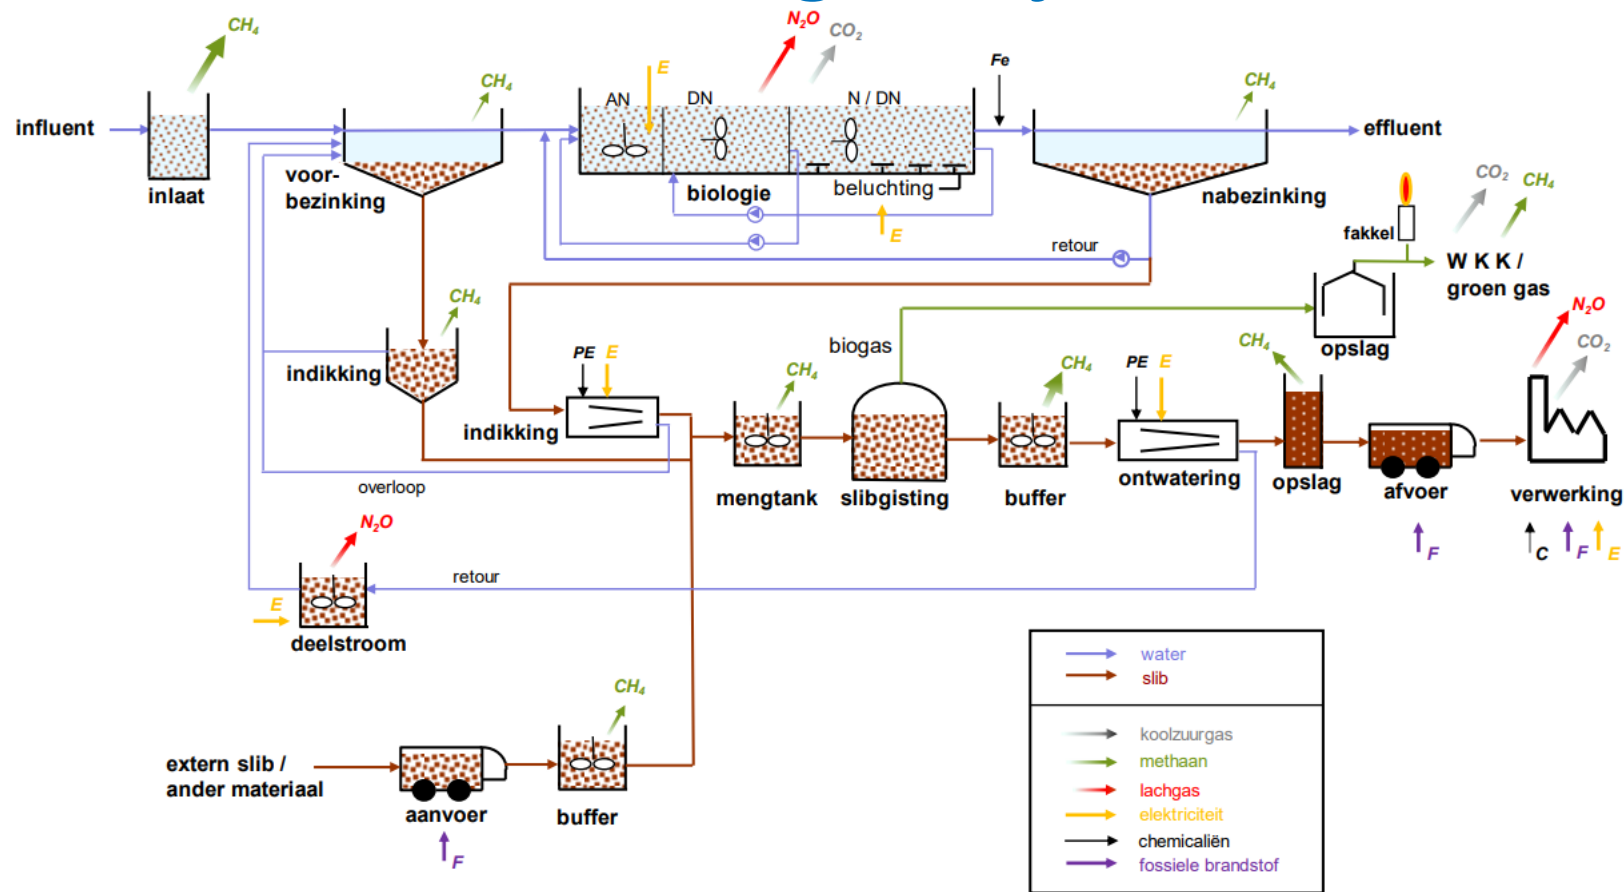 CH₄
N₂O
CO₂
CH₄
E
Fe
CH₄
AN
DN
N / DN
influent
effluent
inlaat
voor-
bezinking
biologie
beluchting
nabezinking
E
retour
CO₂
CH₄
fakkel
W K K /
groen gas
CH₄
N₂O
indikking
PE
E
biogas
opslag
CH₄
CO₂
CH₄
CH₄
PE
E
indikking
mengtank
slibgisting
buffer
ontwatering
opslag
afvoer
verwerking
overloop
N₂O
F
C
F
E
retour
E
deelstroom
water
slib
CH₄
koolzuurgas
methaan
lachgas
elektriciteit
chemicaliën
fossiele brandstof
extern slib /
ander materiaal
aanvoer
buffer
F